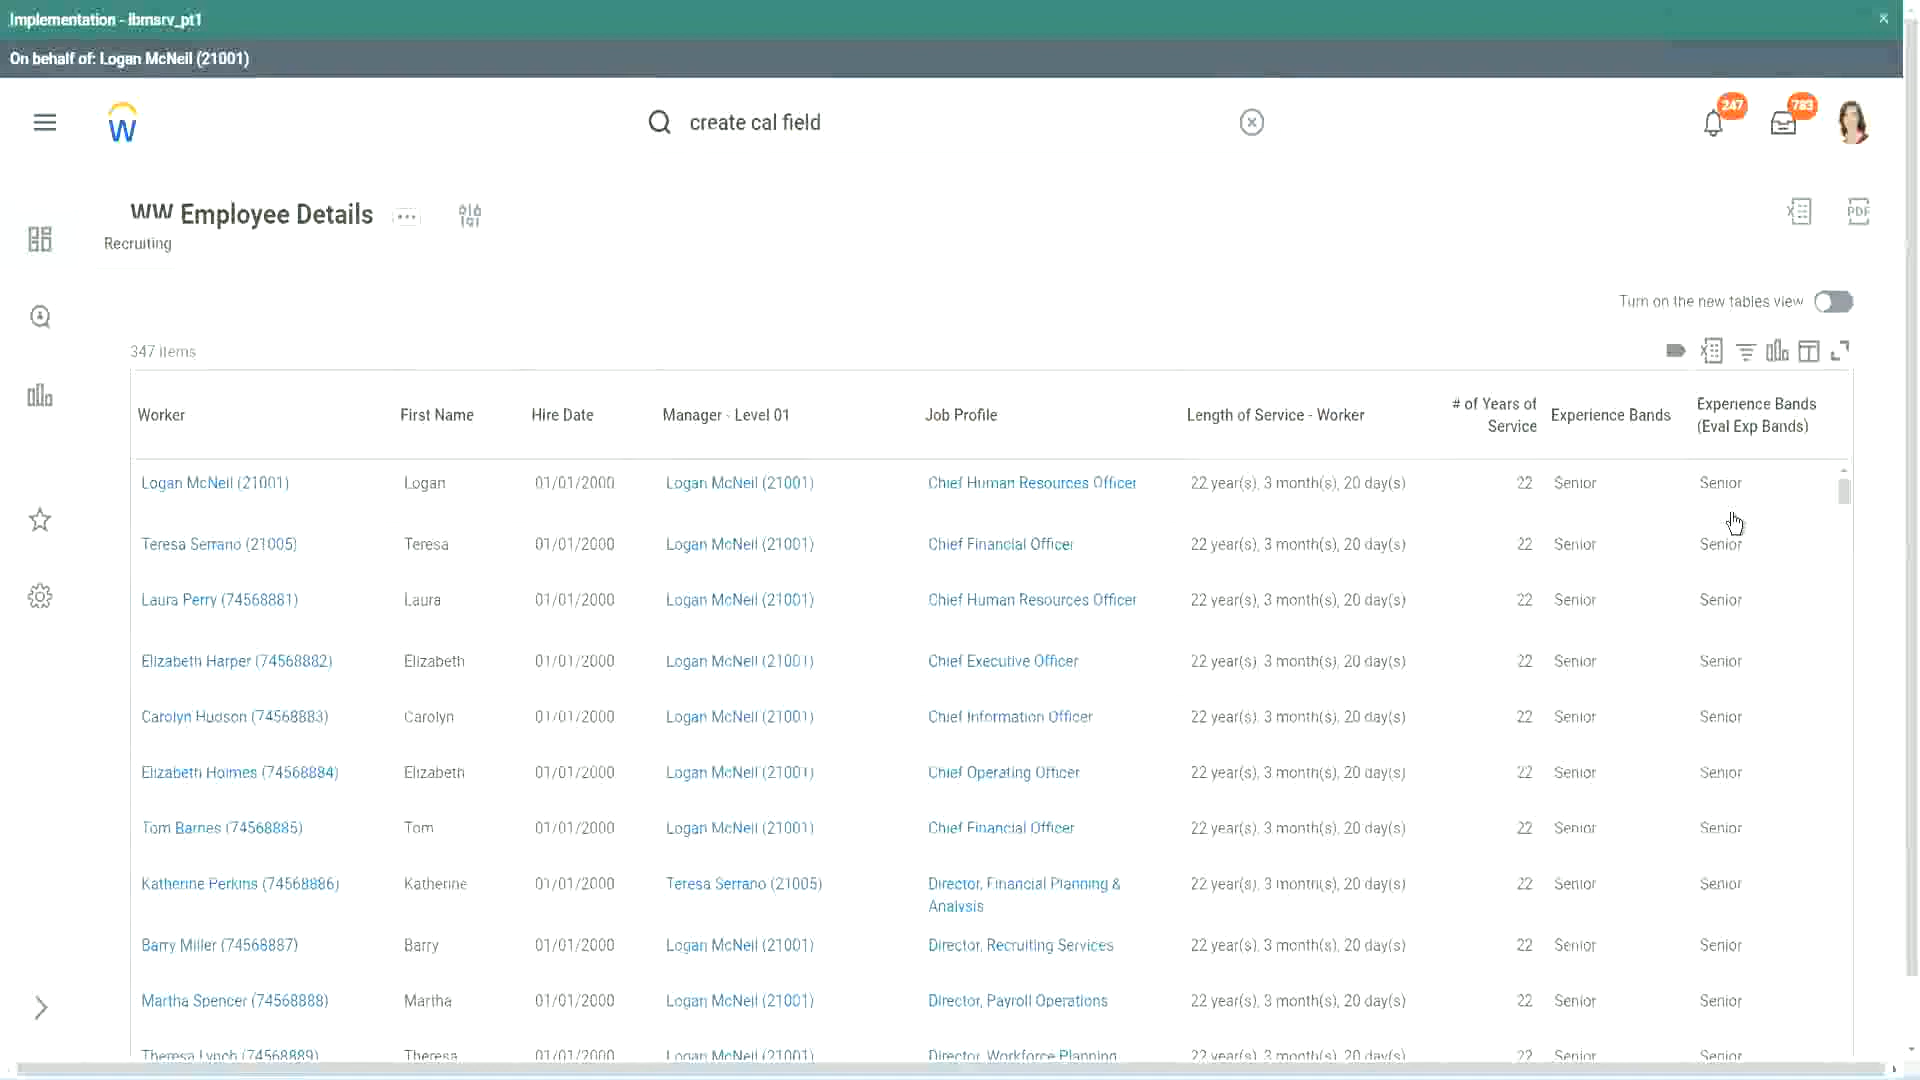 Implementation - ibmsrv_pt1
On behalf of: Logan McNeil (21001)
create cal field
247
783
WW Employee Details
Recruiting
PDF
Turn on the new tables view
347 items
Worker First Name Hire Date Manager - Level 01 Job Profile Length of Service - Worker # of Years of Service Experience Bands Experience Bands (Eval Exp Bands)
Logan McNeil (21001) Logan 01/01/2000 Logan McNeil (21001) Chief Human Resources Officer 22 year(s), 3 month(s), 20 day(s) 22 Senior Senior
Teresa Serrano (21005) Teresa 01/01/2000 Logan McNeil (21001) Chief Financial Officer 22 year(s), 3 month(s), 20 day(s) 22 Senior Senior
Laura Perry (74568881) Laura 01/01/2000 Logan McNeil (21001) Chief Human Resources Officer 22 year(s), 3 month(s), 20 day(s) 22 Senior Senior
Elizabeth Harper (74568882) Elizabeth 01/01/2000 Logan McNeil (21001) Chief Executive Officer 22 year(s), 3 month(s), 20 day(s) 22 Senior Senior
Carolyn Hudson (74568883) Carolyn 01/01/2000 Logan McNeil (21001) Chief Information Officer 22 year(s), 3 month(s), 20 day(s) 22 Senior Senior
Elizabeth Holmes (74568884) Elizabeth 01/01/2000 Logan McNeil (21001) Chief Operating Officer 22 year(s), 3 month(s), 20 day(s) 22 Senior Senior
Tom Barnes (74568885) Tom 01/01/2000 Logan McNeil (21001) Chief Financial Officer 22 year(s), 3 month(s), 20 day(s) 22 Senior Senior
Katherine Perkins (74568886) Katherine 01/01/2000 Teresa Serrano (21005) Director, Financial Planning & Analysis 22 year(s), 3 month(s), 20 day(s) 22 Senior Senior
Barry Miller (74568887) Barry 01/01/2000 Logan McNeil (21001) Director, Recruiting Services 22 year(s), 3 month(s), 20 day(s) 22 Senior Senior
Martha Spencer (74568888) Martha 01/01/2000 Logan McNeil (21001) Director, Payroll Operations 22 year(s), 3 month(s), 20 day(s) 22 Senior Senior
Theresa Lynch (74568889) Theresa 01/01/2000 Logan McNeil (21001) Director, Workforce Planning 22 year(s), 3 month(s), 20 day(s) 22 Senior Senior